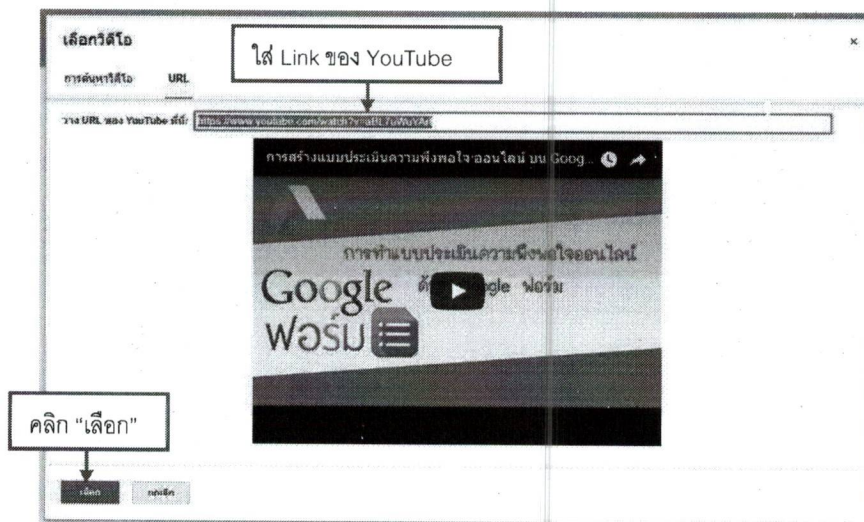 เลือกวิดีโอ
ใส่ Link ของ YouTube
การค้นหาวิดีโอ URL
วาง URL ของ YouTube ที่นี่:
การสร้างแบบประเมินความพึงพอใจ ออนไลน์ บน Goog...
การทำแบบประเมินความพึงพอใจออนไลน์
Google ฟอร์ม
Google
ฟอร์ม
คลิก “เลือก”
เลือก ยกเลิก